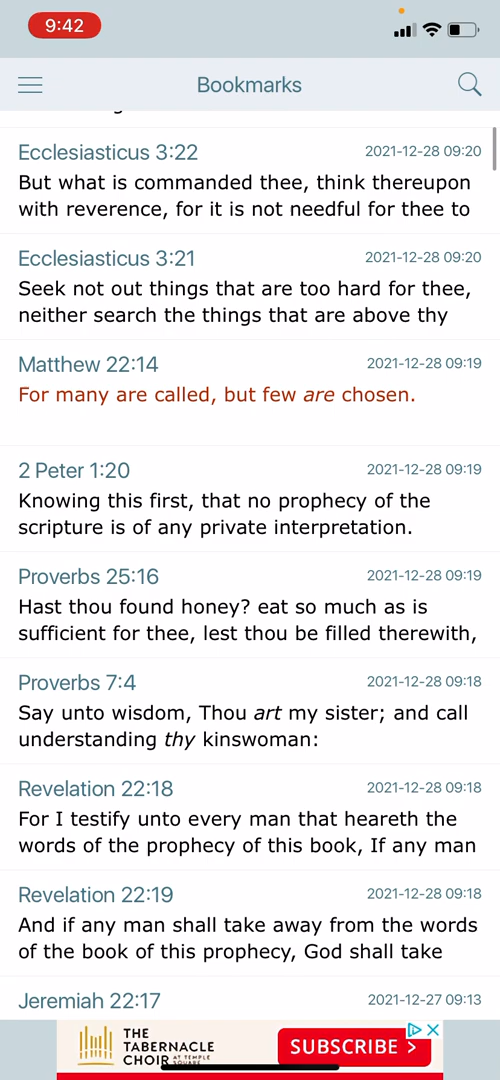 9:42
Bookmarks
Ecclesiasticus 3:22 2021-12-28 09:20
But what is commanded thee, think thereupon
with reverence, for it is not needful for thee to
Ecclesiasticus 3:21 2021-12-28 09:20
Seek not out things that are too hard for thee,
neither search the things that are above thy
Matthew 22:14 2021-12-28 09:19
For many are called, but few are chosen.
2 Peter 1:20 2021-12-28 09:19
Knowing this first, that no prophecy of the
scripture is of any private interpretation.
Proverbs 25:16 2021-12-28 09:19
Hast thou found honey? eat so much as is
sufficient for thee, lest thou be filled therewith,
Proverbs 7:4 2021-12-28 09:18
Say unto wisdom, Thou art my sister; and call
understanding thy kinswoman:
Revelation 22:18 2021-12-28 09:18
For I testify unto every man that heareth the
words of the prophecy of this book, If any man
Revelation 22:19 2021-12-28 09:18
And if any man shall take away from the words
of the book of this prophecy, God shall take
Jeremiah 22:17 2021-12-27 09:13
THE
TABERNACLE
CHOIR AT TEMPLE
SQUARE
SUBSCRIBE >